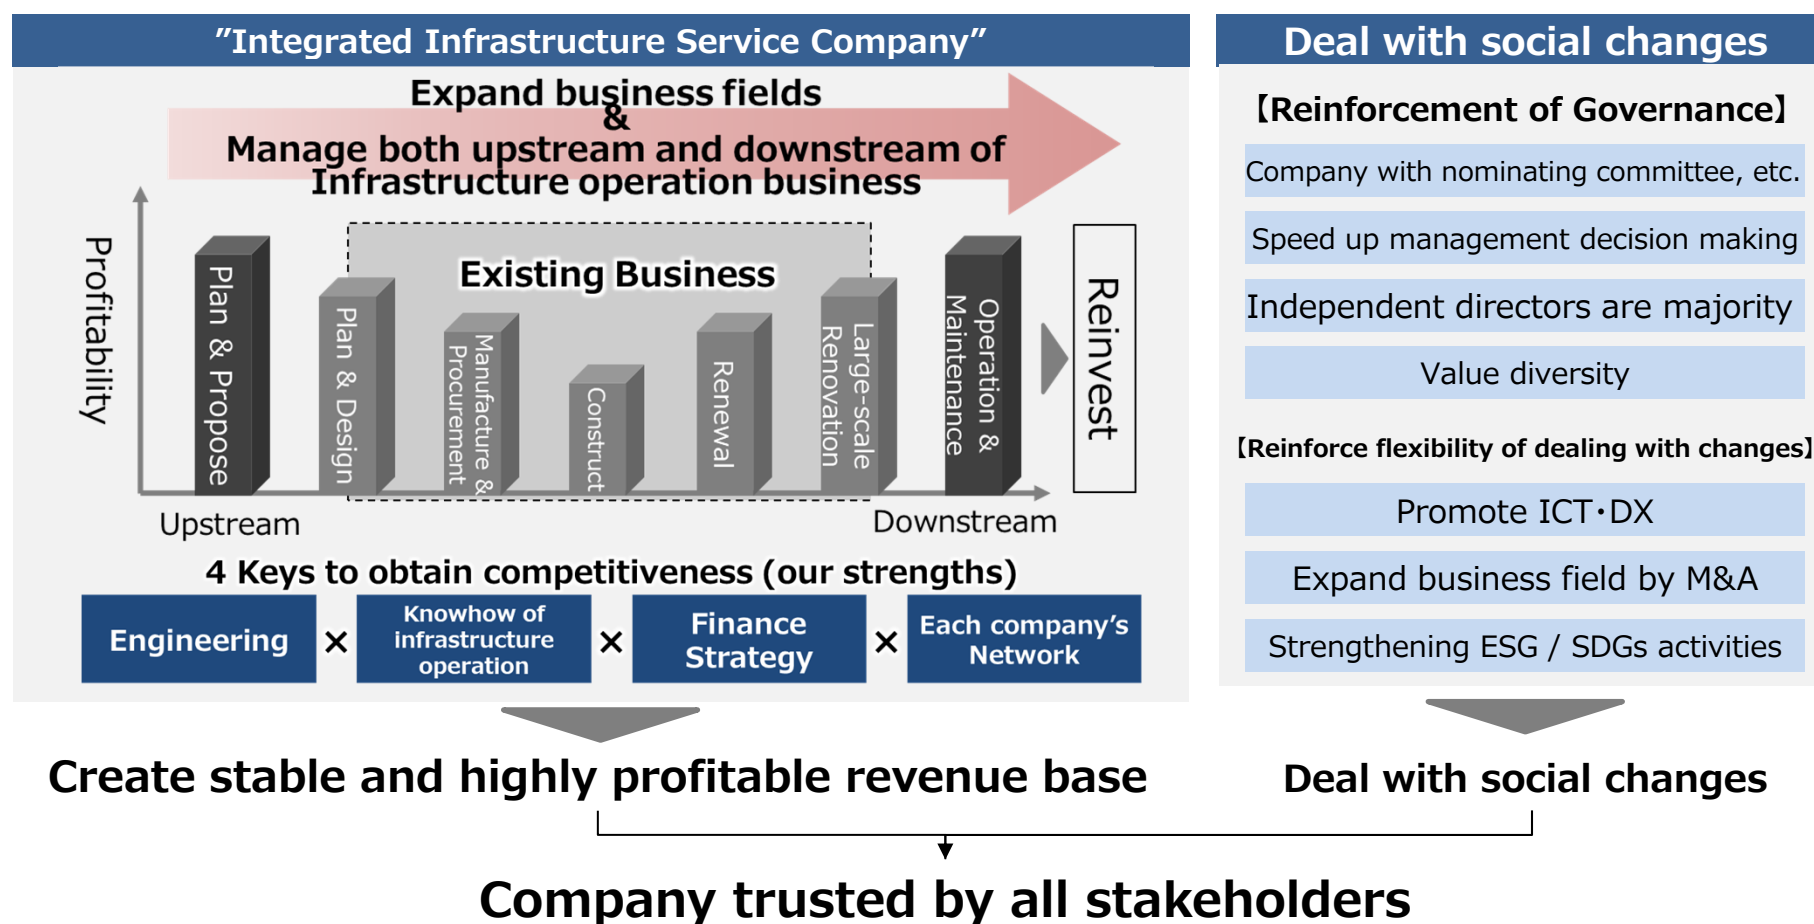 ”Integrated Infrastructure Service Company”
Expand business fields
&
Manage both upstream and downstream of
Infrastructure operation business
Profitability
Existing Business
Plan & Propose
Plan & Design
Manufacture &
Procurement
Construct
Renewal
Large-scale
Renovation
Operation &
Maintenance
Reinvest
Upstream
Downstream
4 Keys to obtain competitiveness (our strengths)
Engineering
×
Knowhow of
infrastructure
operation
×
Finance
Strategy
×
Each company’s
Network
Create stable and highly profitable revenue base
Deal with social changes
【Reinforcement of Governance】
Company with nominating committee, etc.
Speed up management decision making
Independent directors are majority
Value diversity
【Reinforce flexibility of dealing with changes】
Promote ICT・DX
Expand business field by M&A
Strengthening ESG / SDGs activities
Deal with social changes
Company trusted by all stakeholders